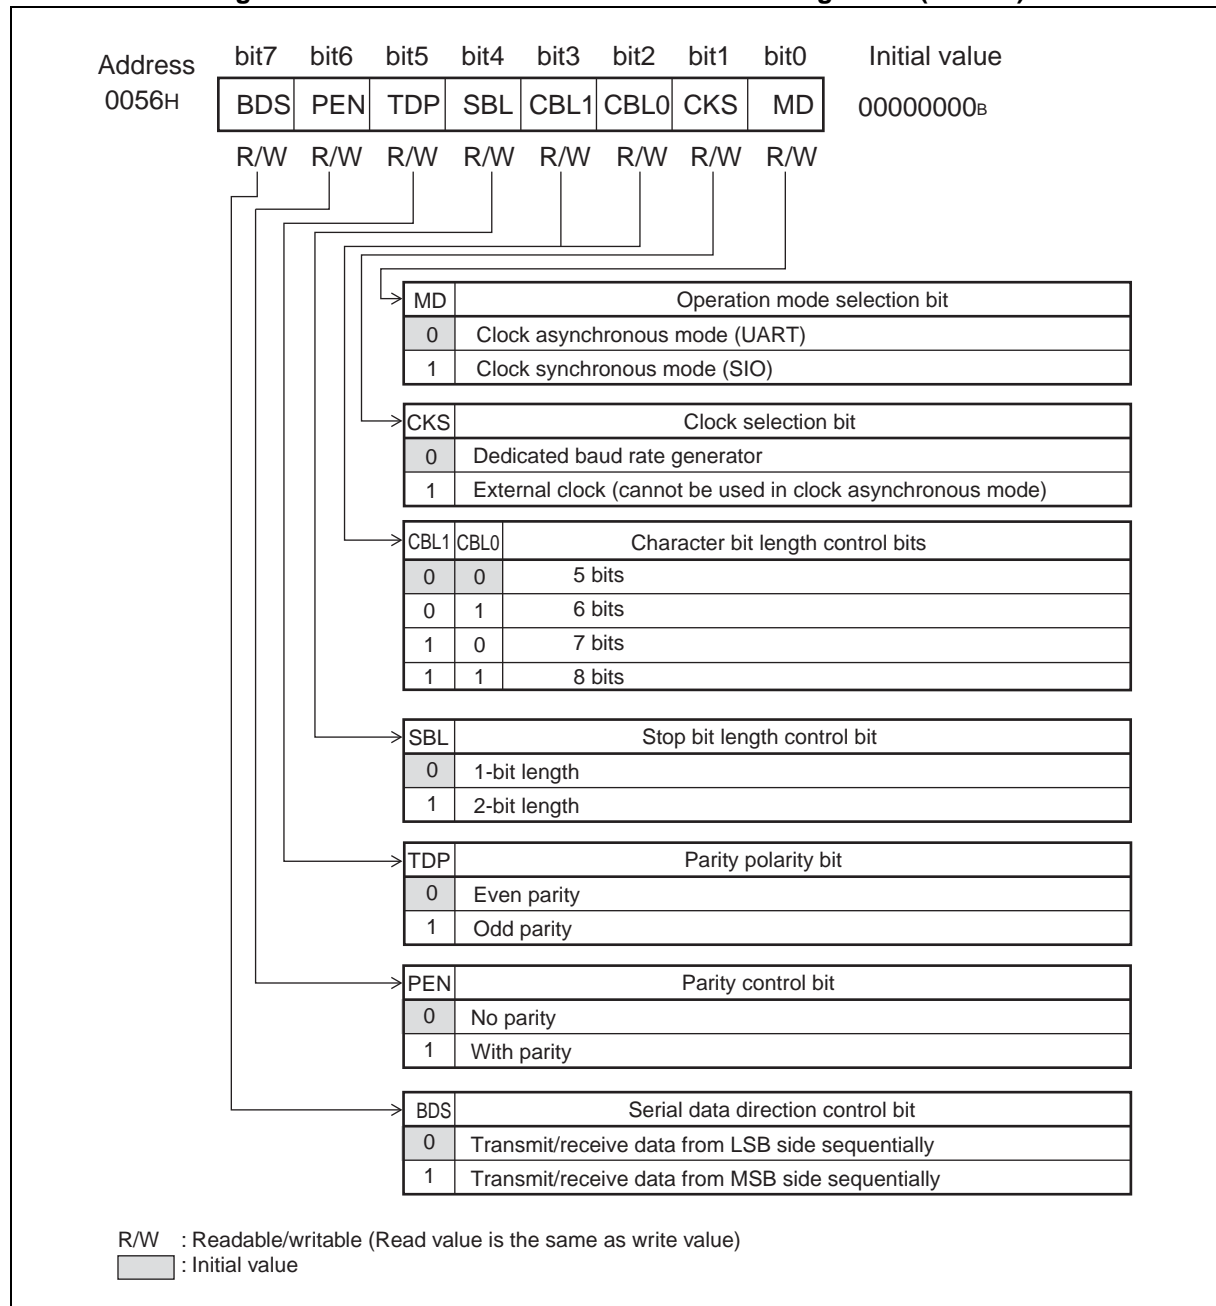 Address bit7 bit6 bit5 bit4 bit3 bit2 bit1 bit0 Initial value
0056H BDS PEN TDP SBL CBL1 CBL0 CKS MD 00000000B
R/W R/W R/W R/W R/W R/W R/W R/W
MD Operation mode selection bit
0 Clock asynchronous mode (UART)
1 Clock synchronous mode (SIO)
CKS Clock selection bit
0 Dedicated baud rate generator
1 External clock (cannot be used in clock asynchronous mode)
CBL1 CBL0 Character bit length control bits
0 0 5 bits
0 1 6 bits
1 0 7 bits
1 1 8 bits
SBL Stop bit length control bit
0 1-bit length
1 2-bit length
TDP Parity polarity bit
0 Even parity
1 Odd parity
PEN Parity control bit
0 No parity
1 With parity
BDS Serial data direction control bit
0 Transmit/receive data from LSB side sequentially
1 Transmit/receive data from MSB side sequentially
R/W : Readable/writable (Read value is the same as write value)
: Initial value